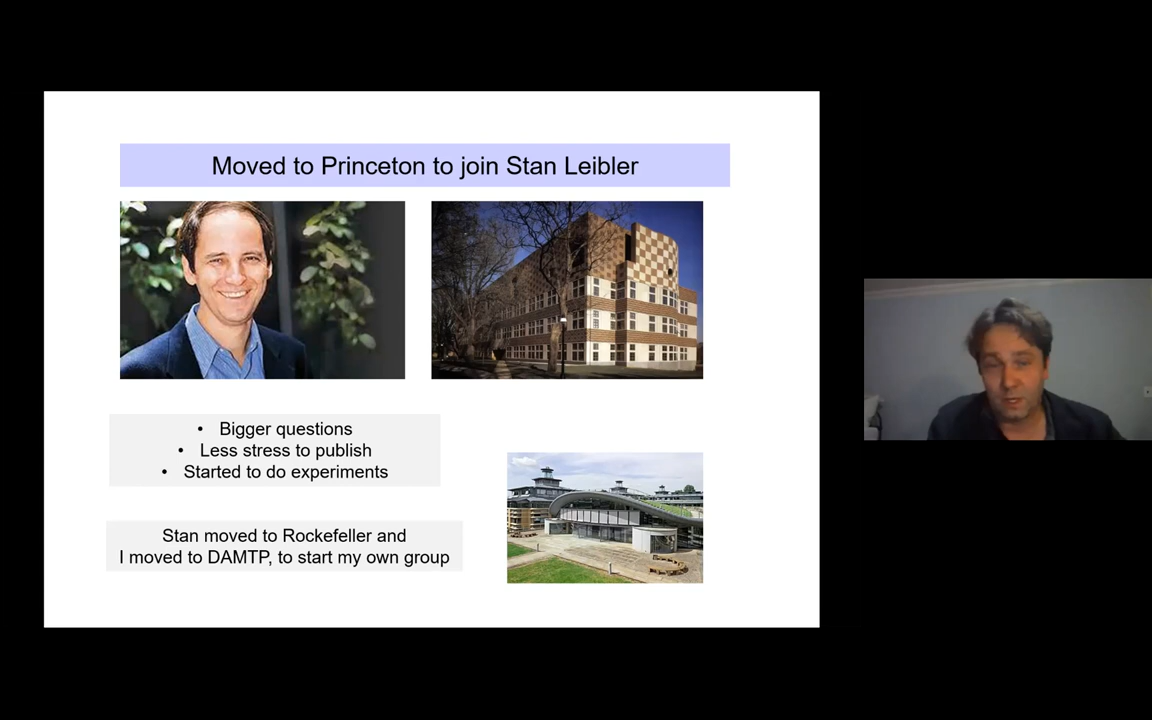 Moved to Princeton to join Stan Leibler
• Bigger questions
• Less stress to publish
• Started to do experiments
Stan moved to Rockefeller and
I moved to DAMTP, to start my own group